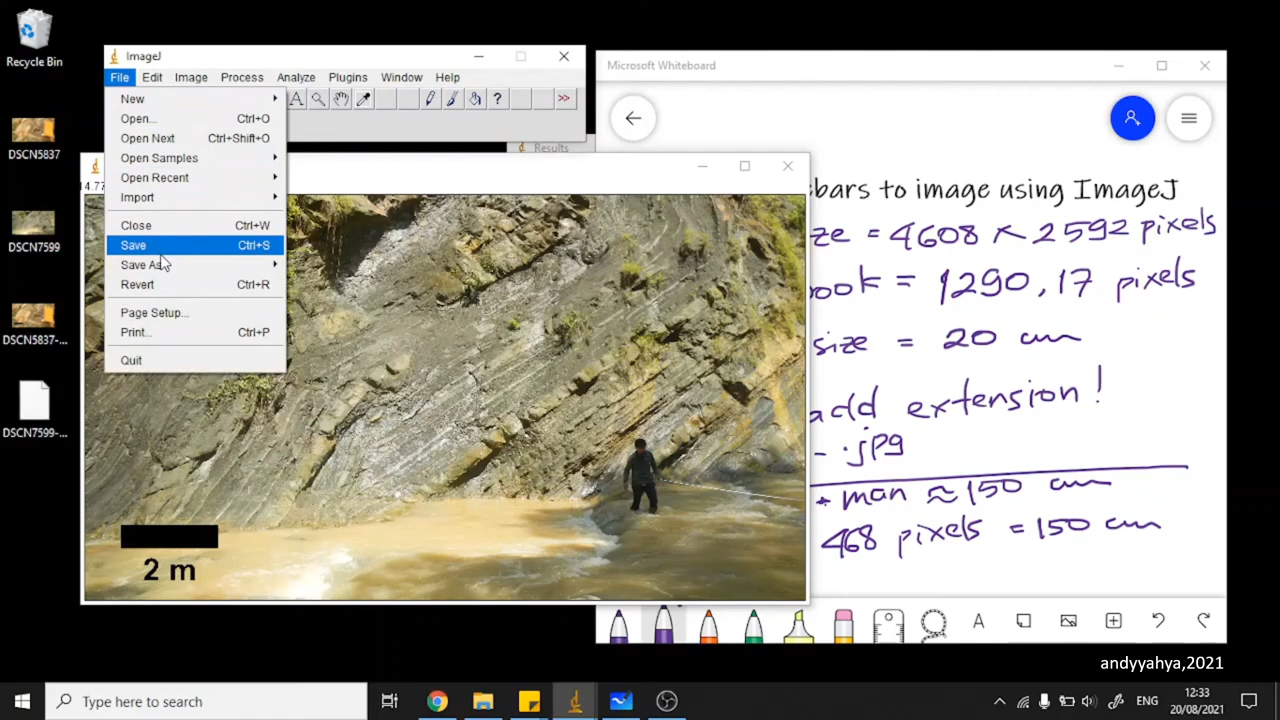 Recycle Bin
DSCN5837
DSCN7599
DSCN5837-...
DSCN7599-...
ImageJ
File Edit Image Process Analyze Plugins Window Help
A ? >>
New
Open... Ctrl+O
Open Next Ctrl+Shift+O
Open Samples
Open Recent
Import
Close Ctrl+W
Save Ctrl+S
Save As
Revert Ctrl+R
Page Setup...
Print... Ctrl+P
Quit
Results
14.77
2 m
Microsoft Whiteboard
ebars to image using ImageJ
ze = 4608 × 2592 pixels
ook = 1290,17 pixels
size = 20 cm
add extension!
- .jpg
* man ≈ 150 cm
468 pixels = 150 cm
A
andyyahya,2021
Type here to search
ENG
12:33
20/08/2021